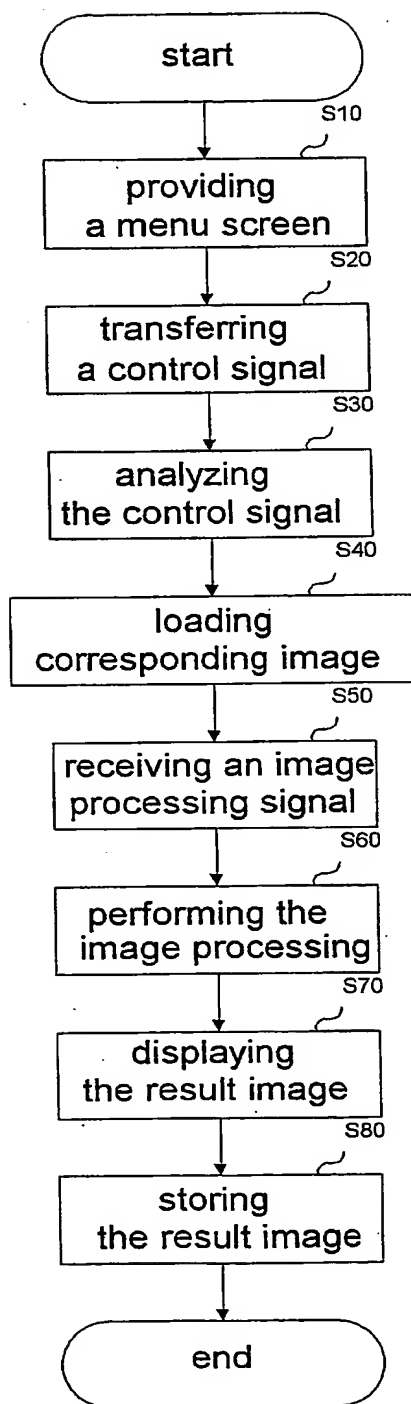 start
S10
providing
a menu screen
S20
transferring
a control signal
S30
analyzing
the control signal
S40
loading
corresponding image
S50
receiving an image
processing signal
S60
performing the
image processing
S70
displaying
the result image
S80
storing
the result image
end